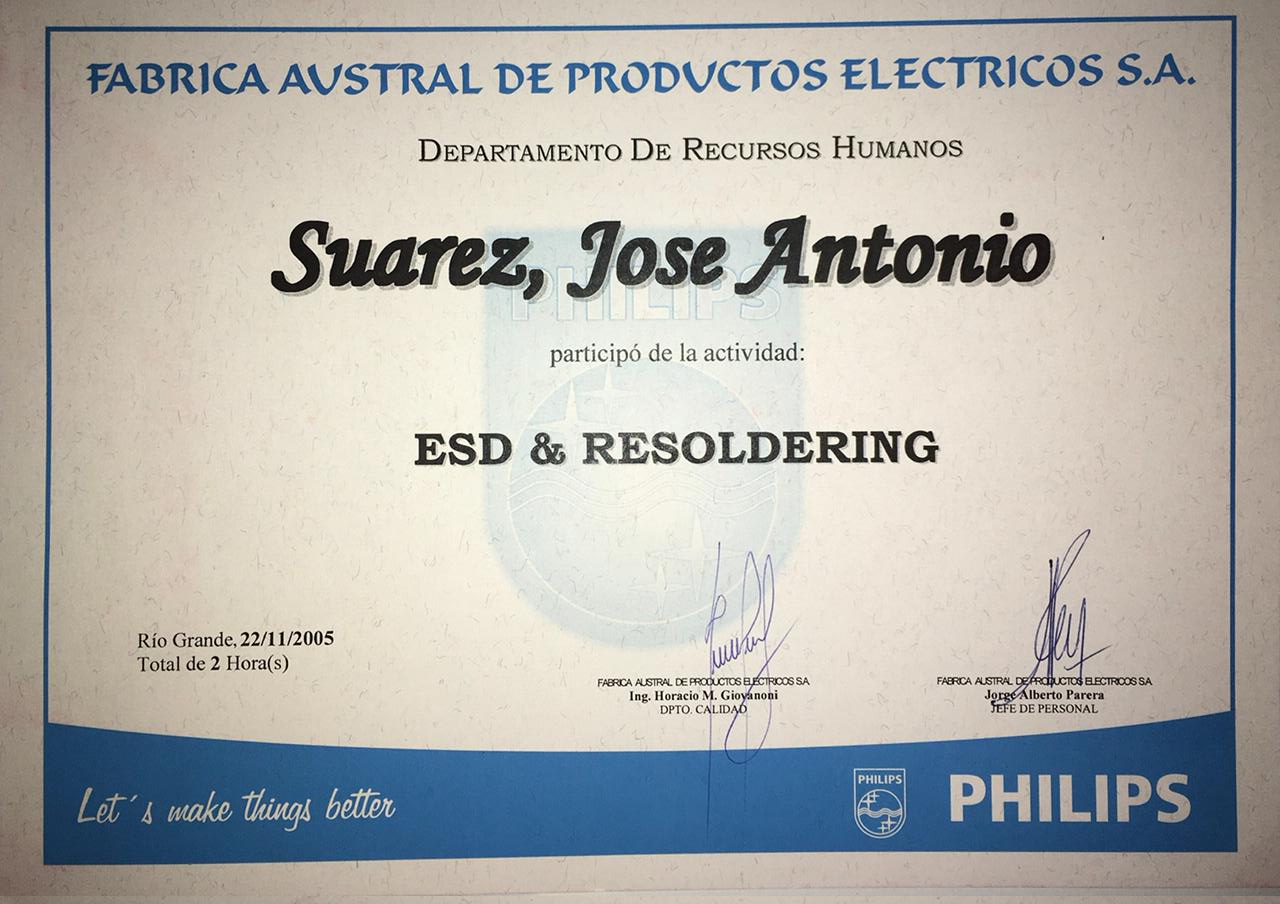 FABRICA AUSTRAL DE PRODUCTOS ELECTRICOS S.A.
DEPARTAMENTO DE RECURSOS HUMANOS
Suarez, Jose Antonio
PHILIPS
participó de la actividad:
ESD & RESOLDERING
Río Grande, 22/11/2005
Total de 2 Hora(s)
FABRICA AUSTRAL DE PRODUCTOS ELECTRICOS S.A
Ing. Horacio M. Giovanoni
DPTO. CALIDAD
FABRICA AUSTRAL DE PRODUCTOS ELECTRICOS S.A
Jorge Alberto Parera
JEFE DE PERSONAL
Let´s make things better
PHILIPS
PHILIPS